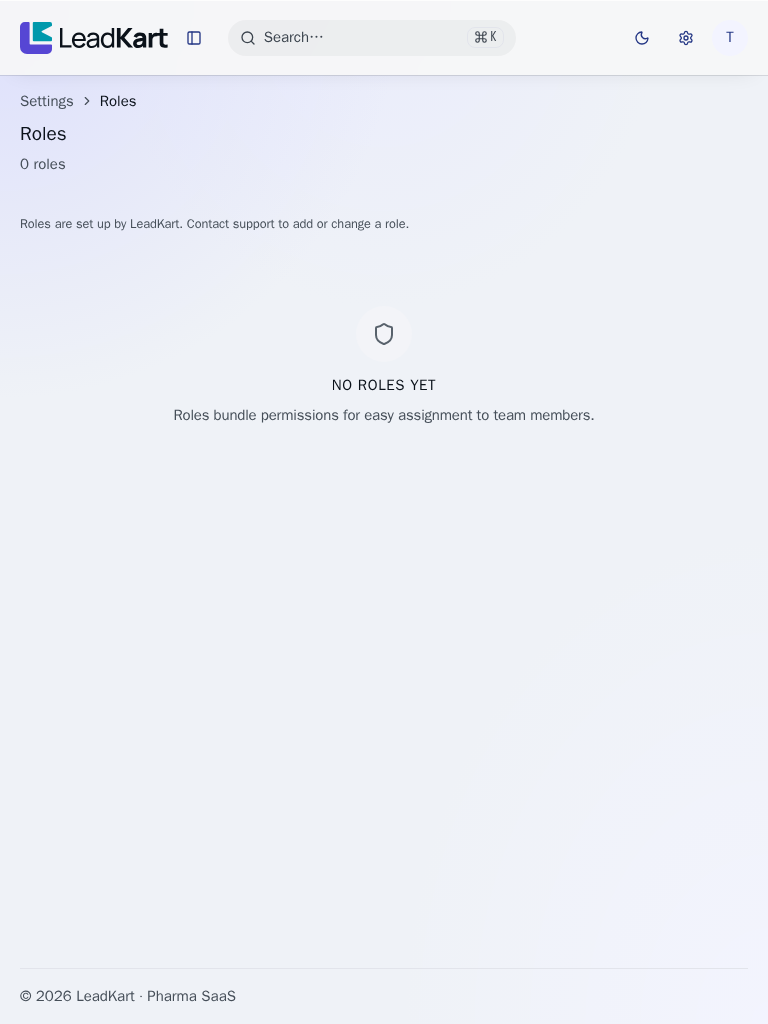 LeadKart
Search⋯ ⌘K
T
Settings > Roles
Roles
0 roles
Roles are set up by LeadKart. Contact support to add or change a role.
NO ROLES YET
Roles bundle permissions for easy assignment to team members.
© 2026 LeadKart · Pharma SaaS